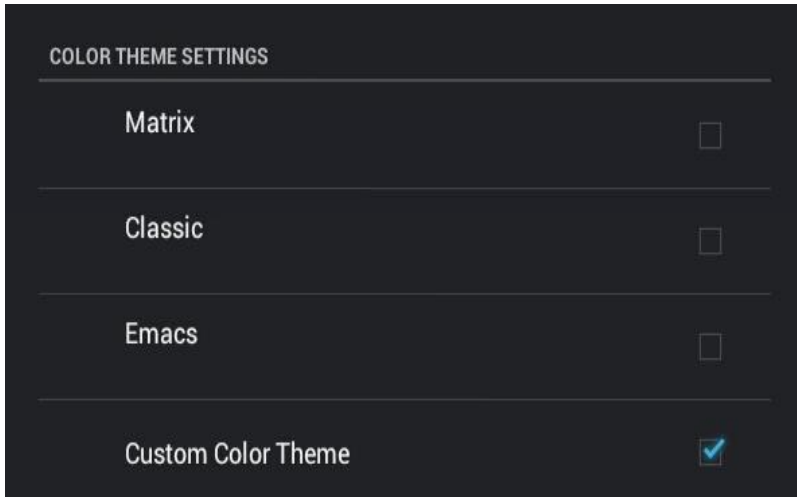 COLOR THEME SETTINGS
Matrix
Classic
Emacs
Custom Color Theme